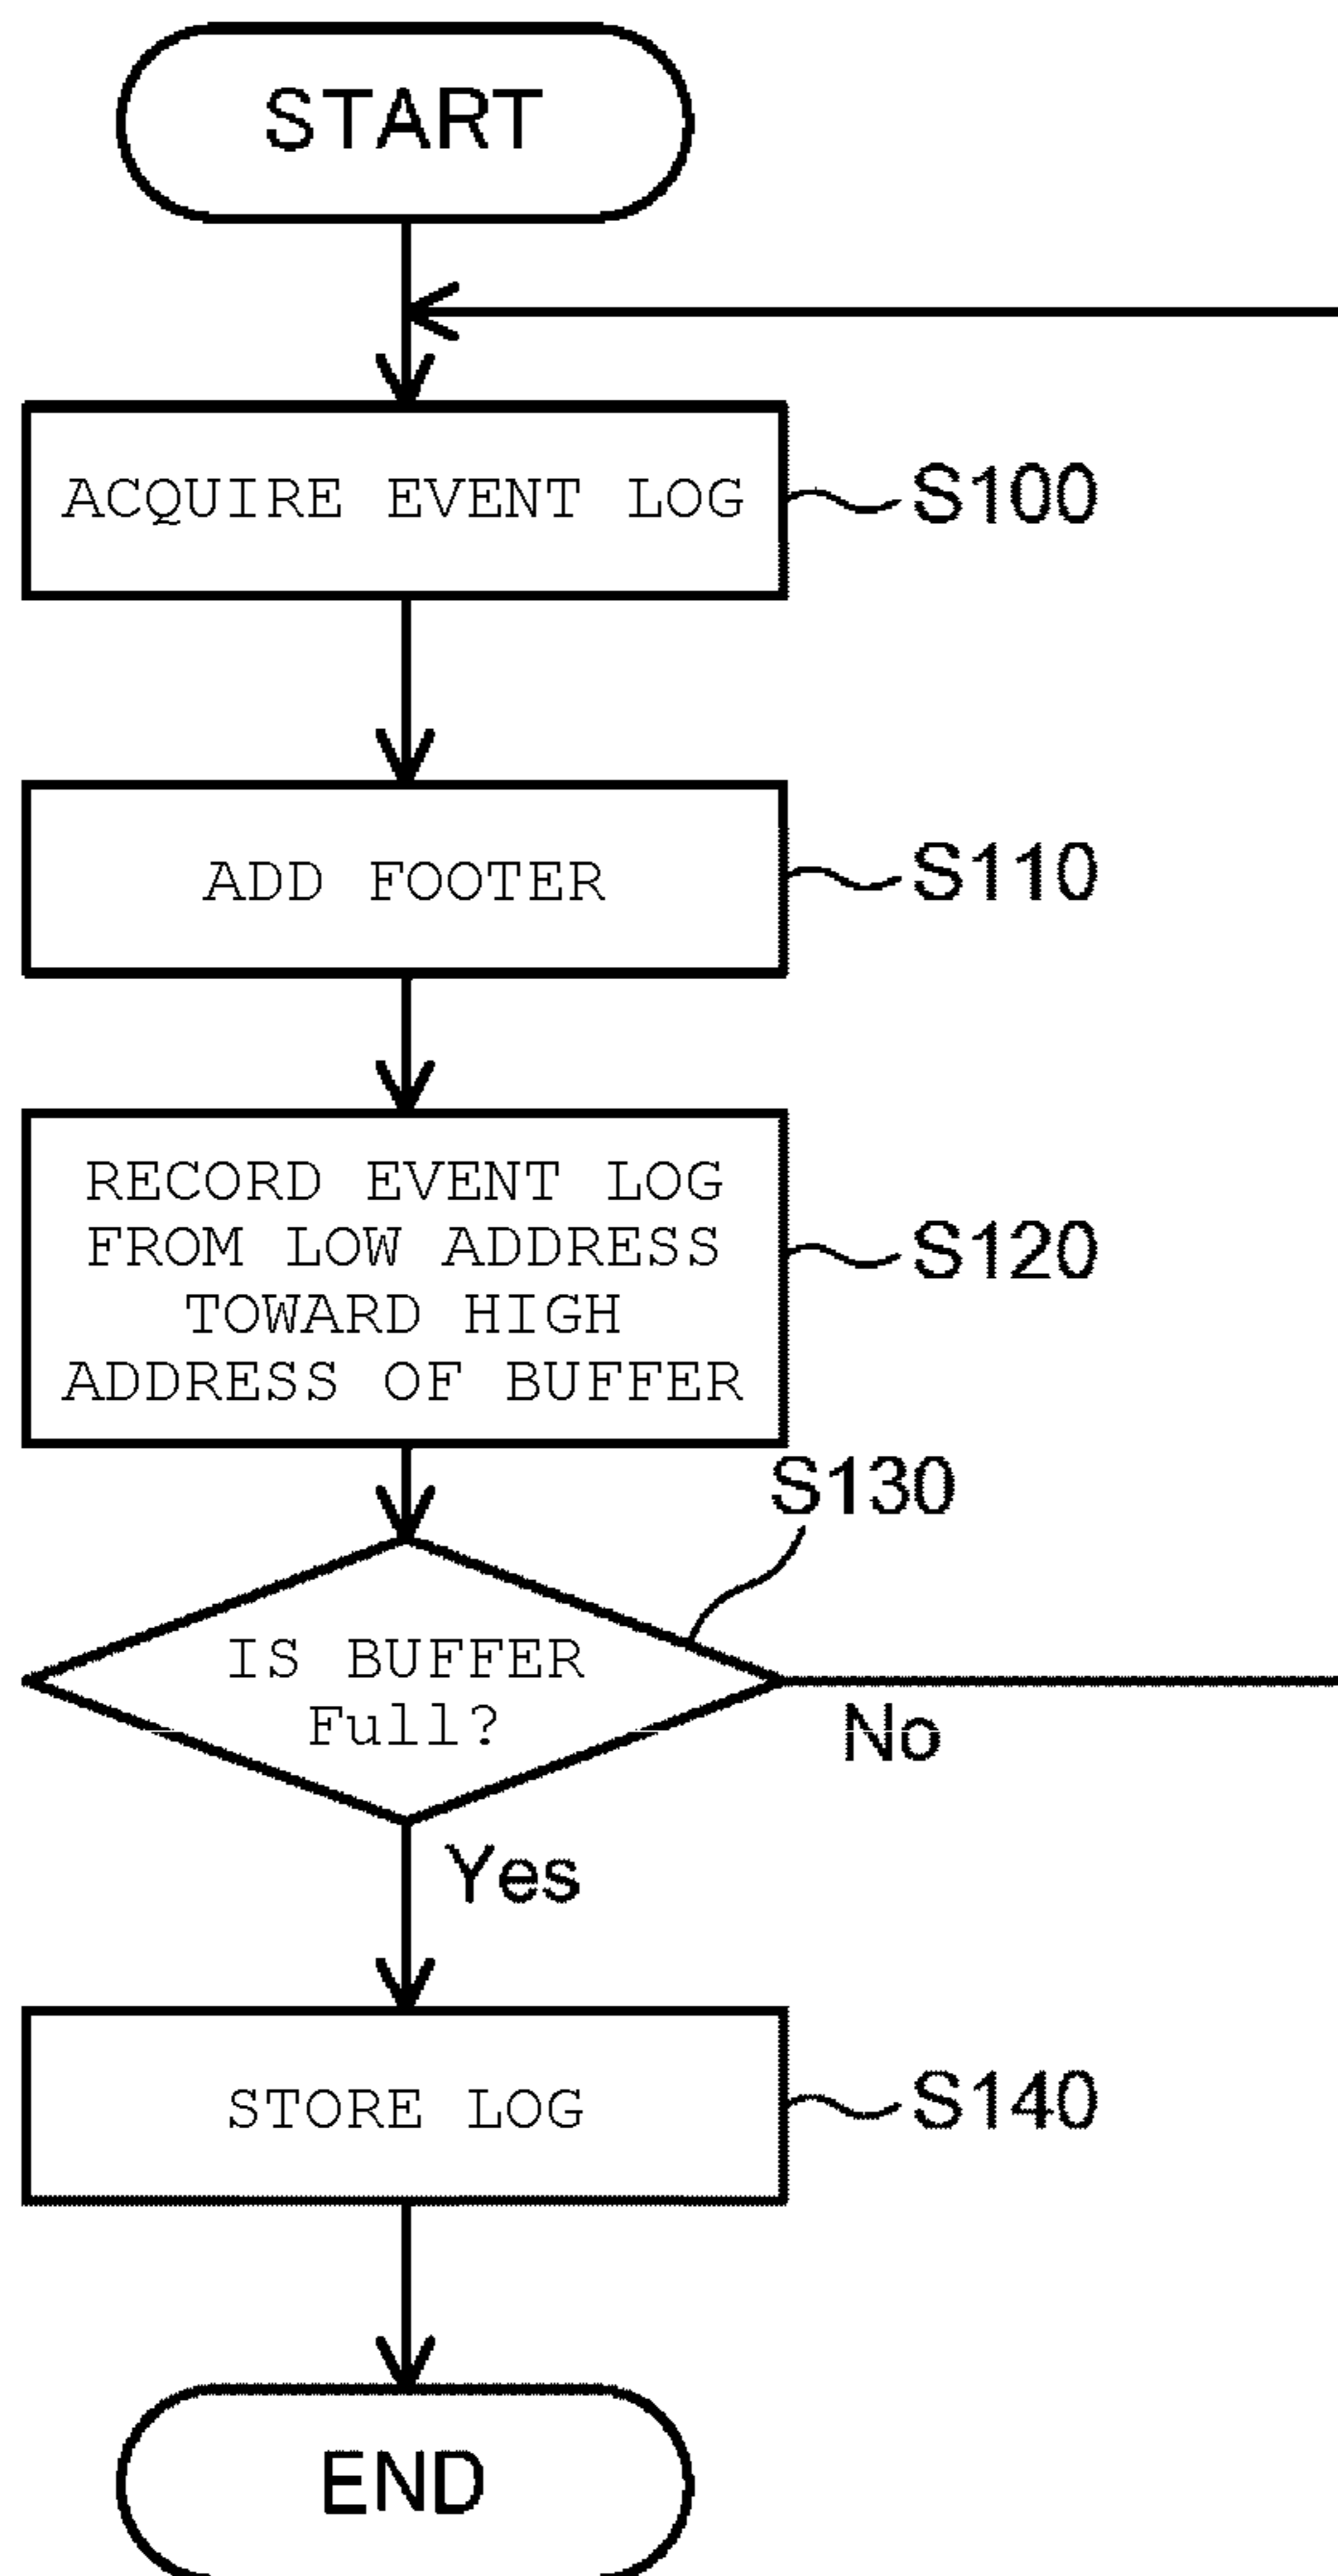 START
ACQUIRE EVENT LOG
S100
ADD FOOTER
S110
RECORD EVENT LOG
FROM LOW ADDRESS
TOWARD HIGH
ADDRESS OF BUFFER
S120
S130
IS BUFFER
Full?
No
Yes
STORE LOG
S140
END